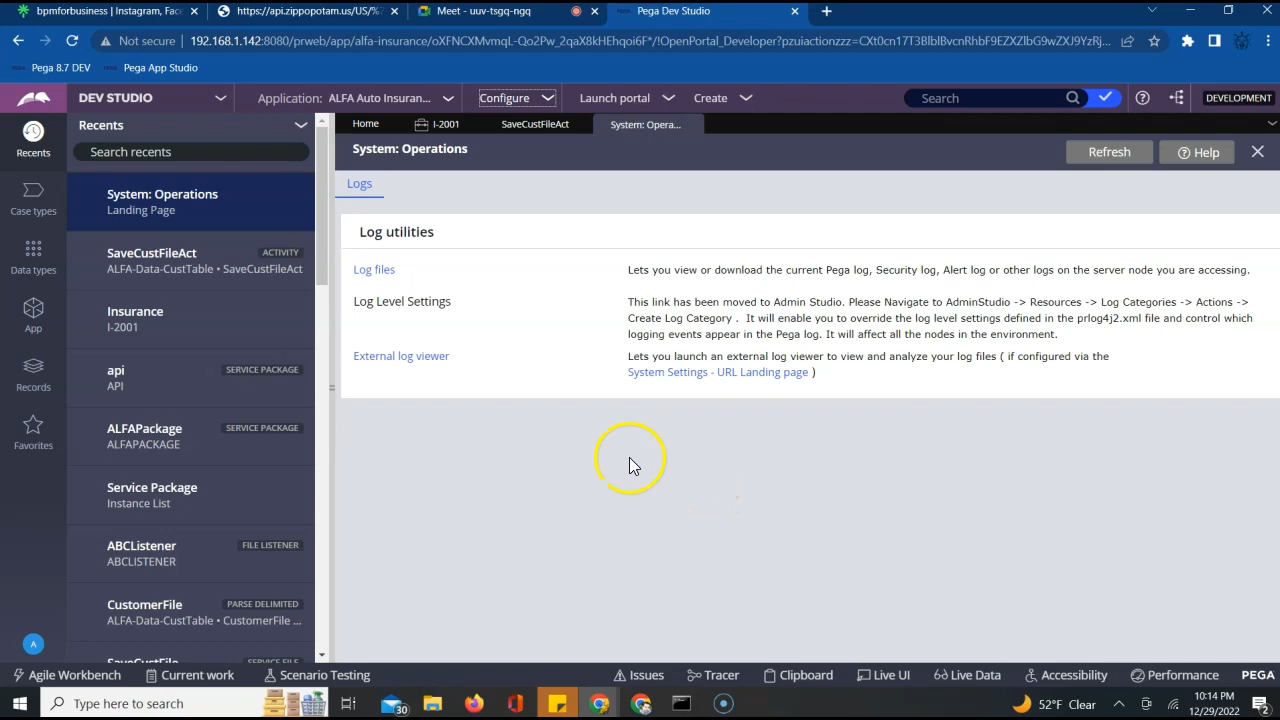 bpmforbusiness | Instagram, Fac
https://api.zippopotam.us/US/%7
Meet - uuv-tsgq-ngq
Pega Dev Studio
Not secure | 192.168.1.142:8080/prweb/app/alfa-insurance/oXFNCXMvmqL-Qo2Pw_2qaX8kHEhqoi6F*/!OpenPortal_Developer?pzuiactionzzz=CXt0cn17T3BlblBvcnRhbF9EZXZlbG9wZXJ9YzRj...
Pega 8.7 DEV
Pega App Studio
DEV STUDIO
Application: ALFA Auto Insuran...
Configure
Launch portal
Create
Search
DEVELOPMENT
Recents
Case types
Data types
App
Records
Favorites
A
Recents
Search recents
System: Operations
Landing Page
SaveCustFileAct ACTIVITY
ALFA-Data-CustTable • SaveCustFileAct
Insurance
I-2001
api SERVICE PACKAGE
API
ALFAPackage SERVICE PACKAGE
ALFAPACKAGE
Service Package
Instance List
ABCListener FILE LISTENER
ABCLISTENER
CustomerFile PARSE DELIMITED
ALFA-Data-CustTable • CustomerFile ...
SaveCustFile SERVICE FILE
Home
I-2001
SaveCustFileAct
System: Opera...
System: Operations
Refresh
Help
Logs
Log utilities
Log files
Lets you view or download the current Pega log, Security log, Alert log or other logs on the server node you are accessing.
Log Level Settings
This link has been moved to Admin Studio. Please Navigate to AdminStudio -> Resources -> Log Categories -> Actions ->
Create Log Category . It will enable you to override the log level settings defined in the prlog4j2.xml file and control which
logging events appear in the Pega log. It will affect all the nodes in the environment.
External log viewer
Lets you launch an external log viewer to view and analyze your log files ( if configured via the
System Settings - URL Landing page )
Agile Workbench
Current work
Scenario Testing
Issues
Tracer
Clipboard
Live UI
Live Data
Accessibility
Performance
PEGA
Type here to search
30
52°F Clear
10:14 PM
12/29/2022
2